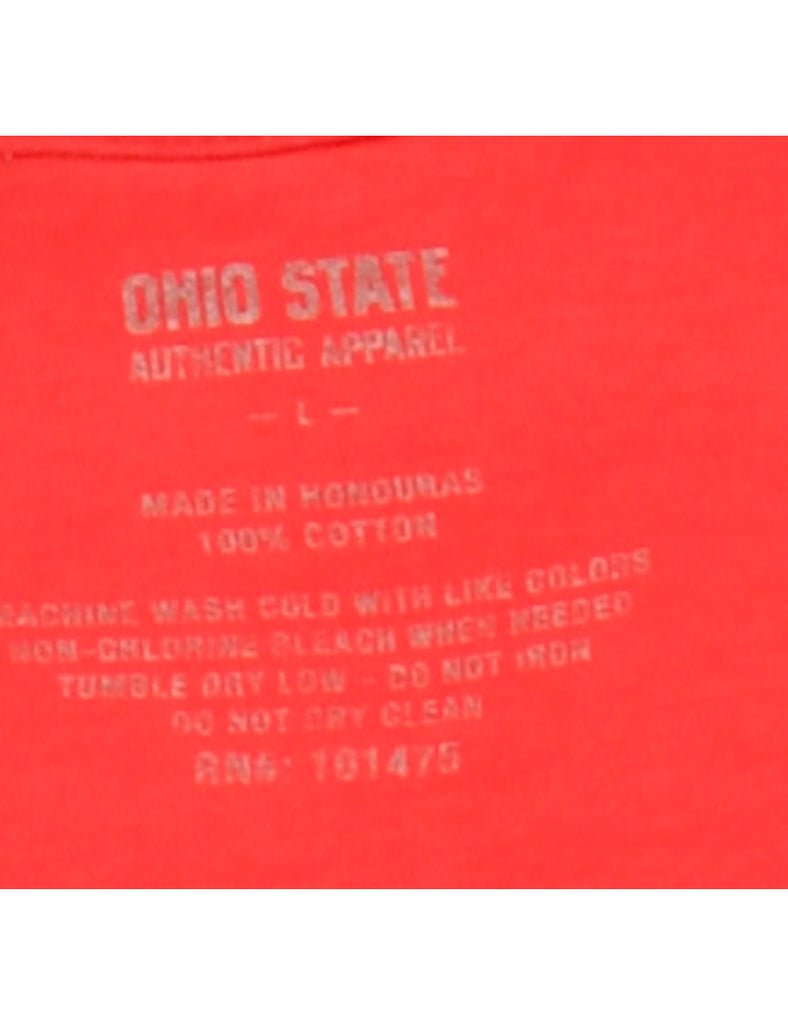 OHIO STATE
AUTHENTIC APPAREL
— L —
MADE IN HONDURAS
100% COTTON
MACHINE WASH COLD WITH LIKE COLORS
NON-CHLORINE BLEACH WHEN NEEDED
TUMBLE DRY LOW - DO NOT IRON
DO NOT DRY CLEAN
RN#: 101475